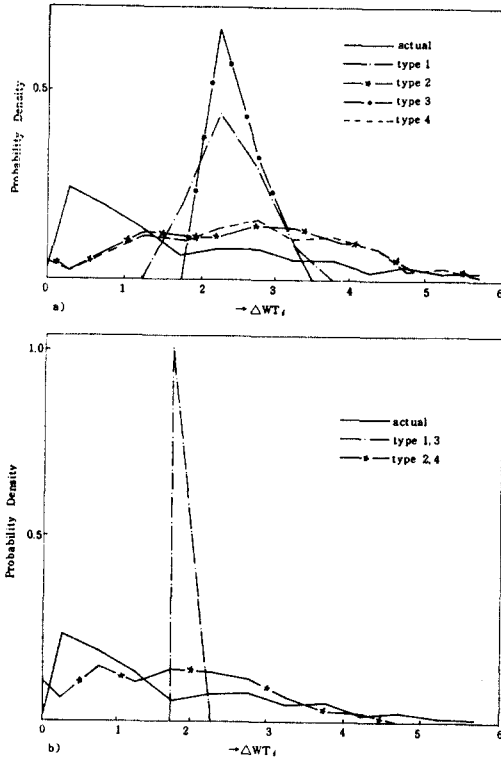 actual
type 1
type 2
type 3
type 4
Probability Density
0.5
0
1
2
3
4
5
6
a)
→ △WT_i
1.0
actual
type 1, 3
type 2, 4
Probability Density
0.5
0
1
2
3
4
5
6
b)
→ △WT_i